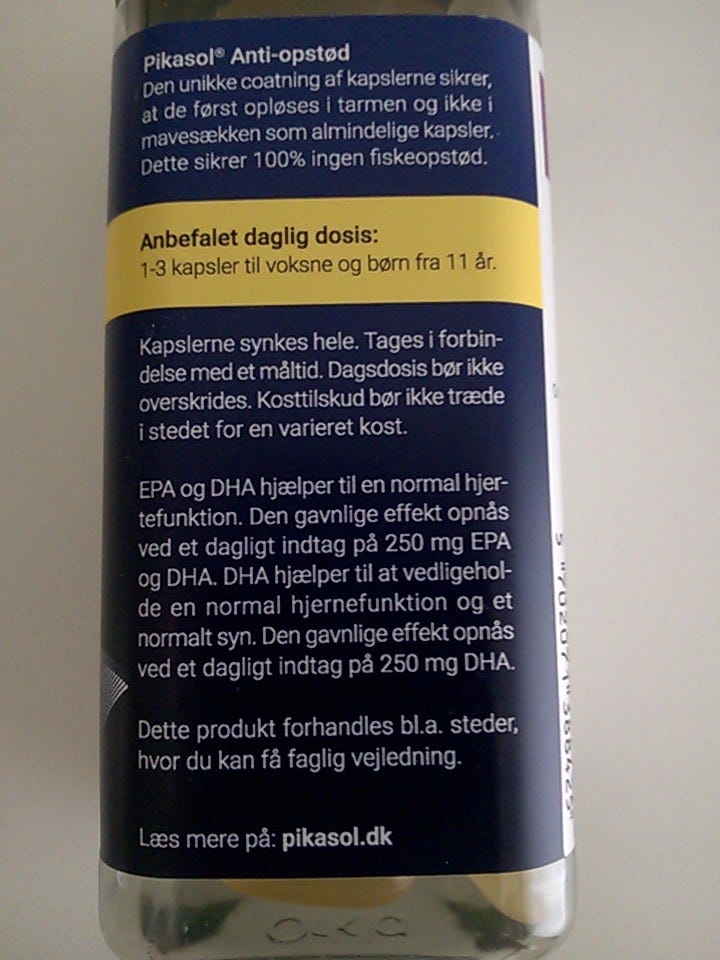 Pikasol® Anti-opstød
Den unikke coatning af kapslerne sikrer,
at de først opløses i tarmen og ikke i
mavesækken som almindelige kapsler.
Dette sikrer 100% ingen fiskeopstød.
Anbefalet daglig dosis:
1-3 kapsler til voksne og børn fra 11 år.
Kapslerne synkes hele. Tages i forbin-
delse med et måltid. Dagsdosis bør ikke
overskrides. Kosttilskud bør ikke træde
i stedet for en varieret kost.
EPA og DHA hjælper til en normal hjer-
tefunktion. Den gavnlige effekt opnås
ved et dagligt indtag på 250 mg EPA
og DHA. DHA hjælper til at vedligehol-
de en normal hjernefunktion og et
normalt syn. Den gavnlige effekt opnås
ved et dagligt indtag på 250 mg DHA.
Dette produkt forhandles bl.a. steder,
hvor du kan få faglig vejledning.
Læs mere på: pikasol.dk